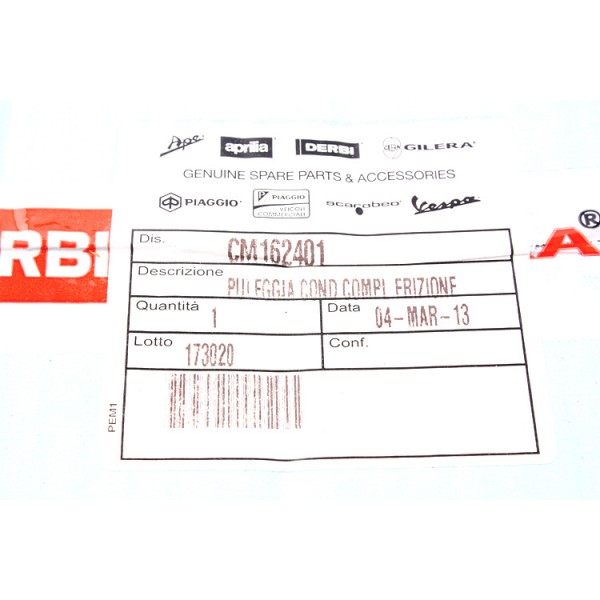 Ape aprilia DERBI GILERA
GENUINE SPARE PARTS & ACCESSORIES
PIAGGIO PIAGGIO VEICOLI COMMERCIALI scarabeo Vespa
RBI
A®
Dis. CM162401
Descrizione PULEGGIA COND COMPL FRIZIONE
Quantità 1 Data 04-MAR-13
Lotto 173020 Conf.
PEM1